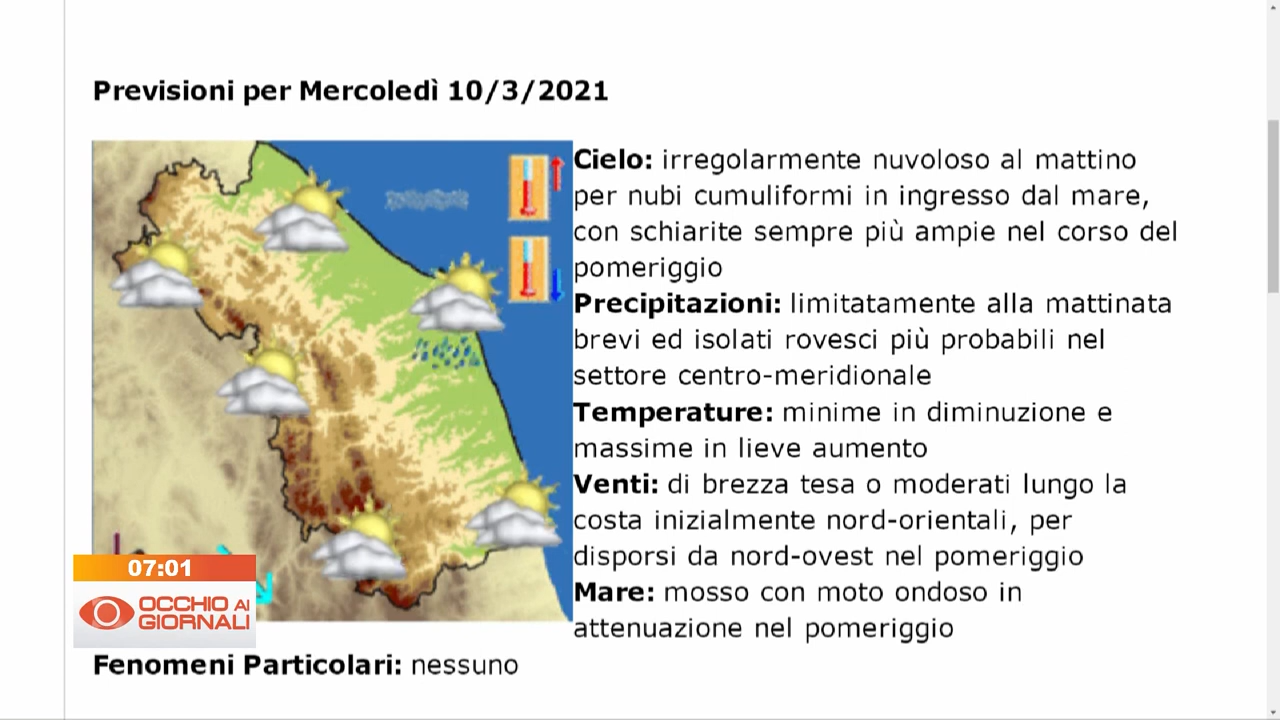 Previsioni per Mercoledì 10/3/2021
Cielo: irregolarmente nuvoloso al mattino
per nubi cumuliformi in ingresso dal mare,
con schiarite sempre più ampie nel corso del
pomeriggio
Precipitazioni: limitatamente alla mattinata
brevi ed isolati rovesci più probabili nel
settore centro-meridionale
Temperature: minime in diminuzione e
massime in lieve aumento
Venti: di brezza tesa o moderati lungo la
costa inizialmente nord-orientali, per
disporsi da nord-ovest nel pomeriggio
Mare: mosso con moto ondoso in
attenuazione nel pomeriggio
07:01
OCCHIO AI
GIORNALI
Fenomeni Particolari: nessuno